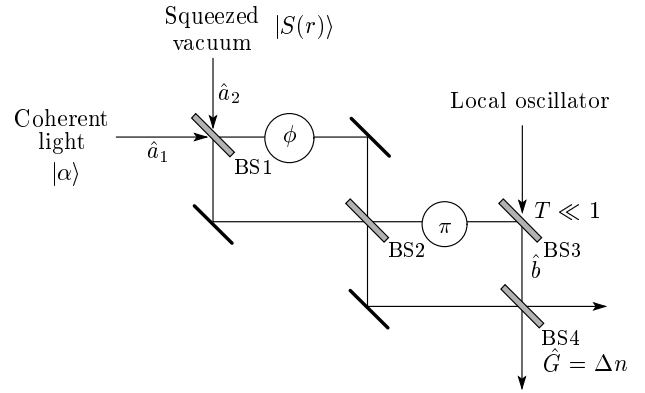 Squeezed
vacuum |S(r)⟩
â₂
Local oscillator
Coherent
light
|α⟩
â₁
ϕ
BS1
T ≪ 1
BS2
π
BS3
b̂
BS4
Ĝ = Δn